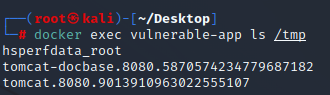 ┌──(root㉿kali)-[~/Desktop]
└─# docker exec vulnerable-app ls /tmp
hsperfdata_root
tomcat-docbase.8080.5870574234779687182
tomcat.8080.9013910963022555107